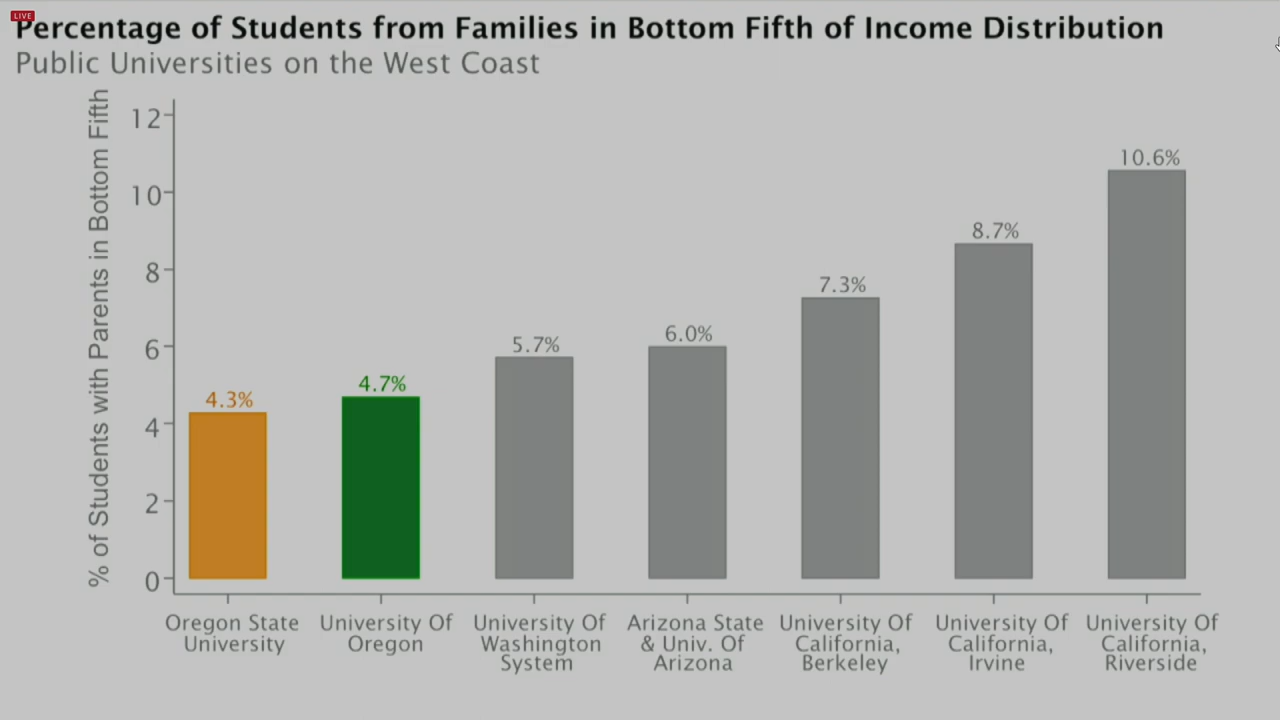 LIVE
Percentage of Students from Families in Bottom Fifth of Income Distribution
Public Universities on the West Coast
% of Students with Parents in Bottom Fifth
12
10
8
6
4
2
0
4.3%
4.7%
5.7%
6.0%
7.3%
8.7%
10.6%
Oregon State
University
University Of
Oregon
University Of
Washington
System
Arizona State
& Univ. Of
Arizona
University Of
California,
Berkeley
University Of
California,
Irvine
University Of
California,
Riverside